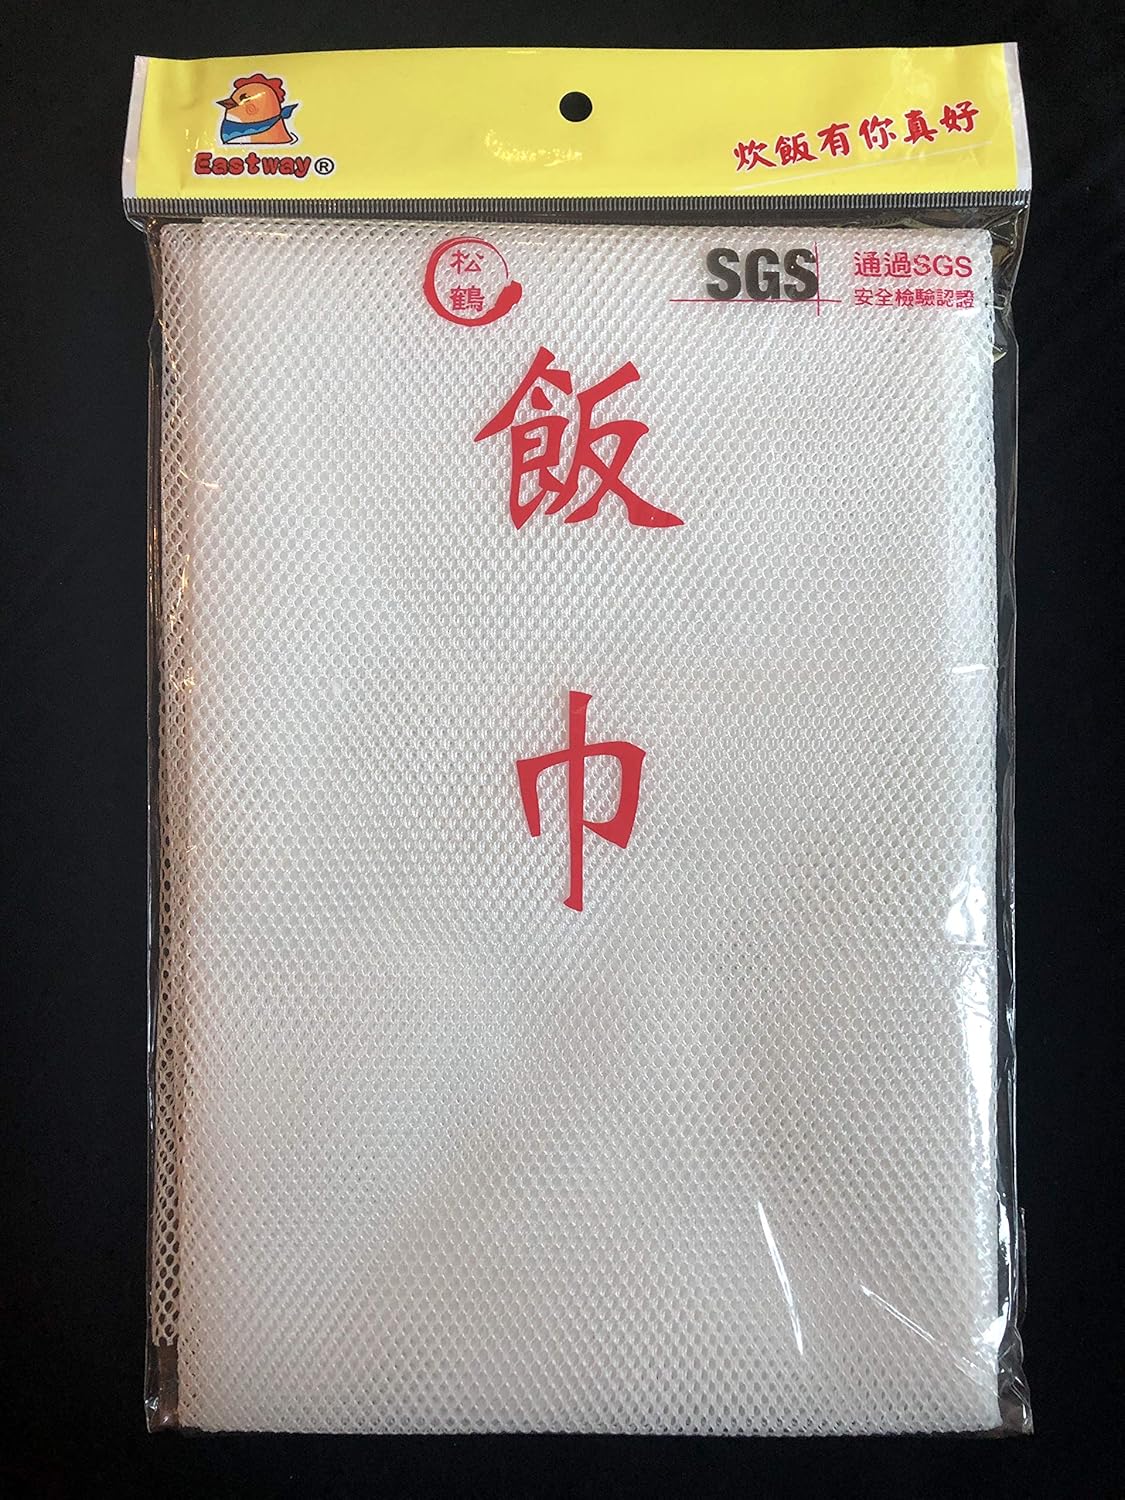 Eastway®
炊飯有你真好
松
鶴
SGS
通過SGS
安全檢驗認證
飯
巾